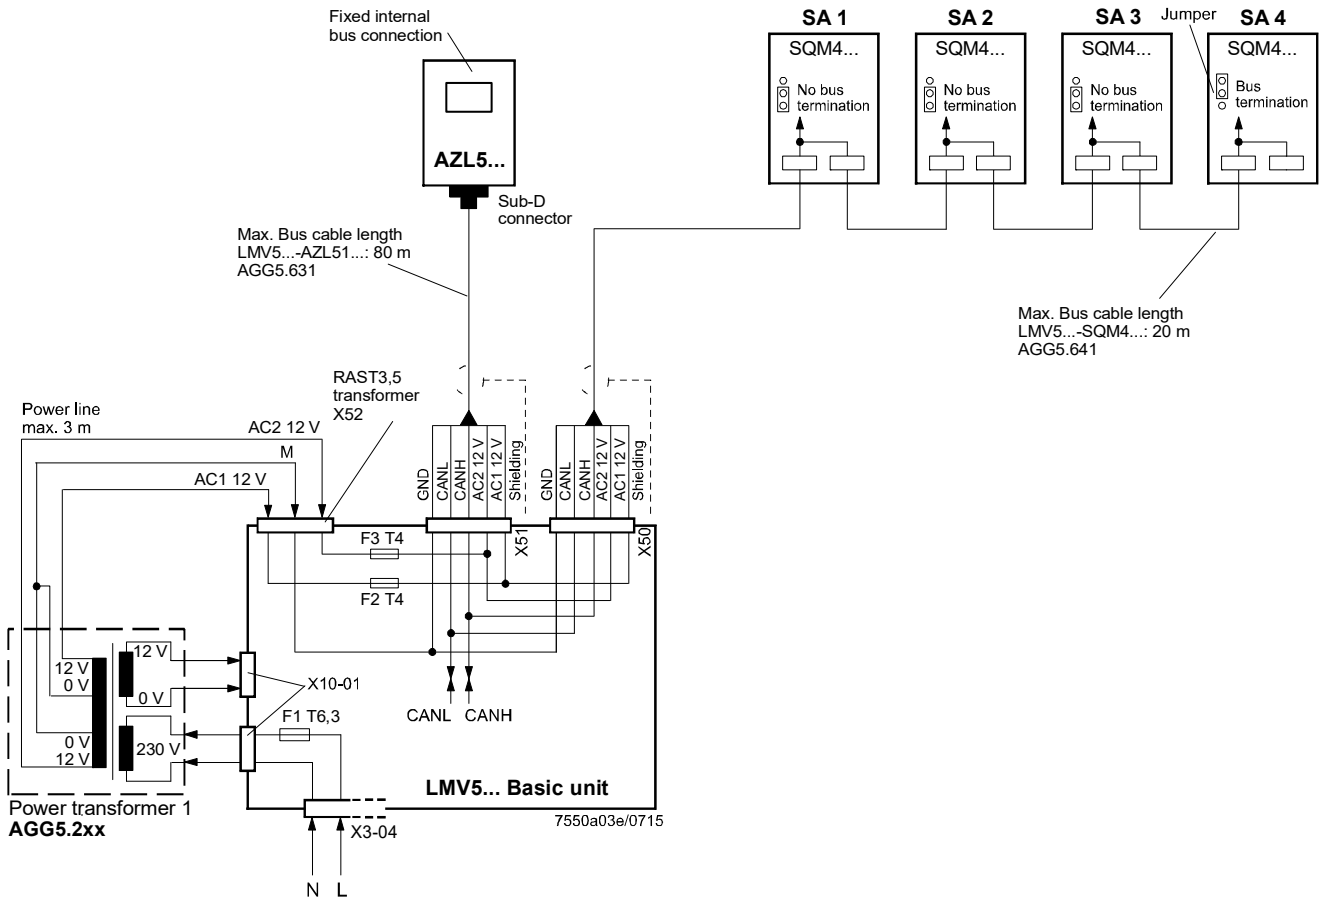 Fixed internal
bus connection
AZL5...
Sub-D
connector
SA 1
SQM4...
No bus
termination
SA 2
SQM4...
No bus
termination
SA 3
SQM4...
No bus
termination
Jumper
SA 4
SQM4...
Bus
termination
Max. Bus cable length
LMV5...-AZL51...: 80 m
AGG5.631
Max. Bus cable length
LMV5...-SQM4...: 20 m
AGG5.641
RAST3,5
transformer
X52
Power line
max. 3 m
AC2 12 V
M
AC1 12 V
GND
CANL
CANH
AC2 12 V
AC1 12 V
Shielding
X51
GND
CANL
CANH
AC2 12 V
AC1 12 V
Shielding
X50
F3 T4
F2 T4
12 V
0 V
0 V
12 V
12 V
0 V
230 V
X10-01
F1 T6,3
CANL
CANH
LMV5... Basic unit
7550a03e/0715
Power transformer 1
AGG5.2xx
X3-04
N
L